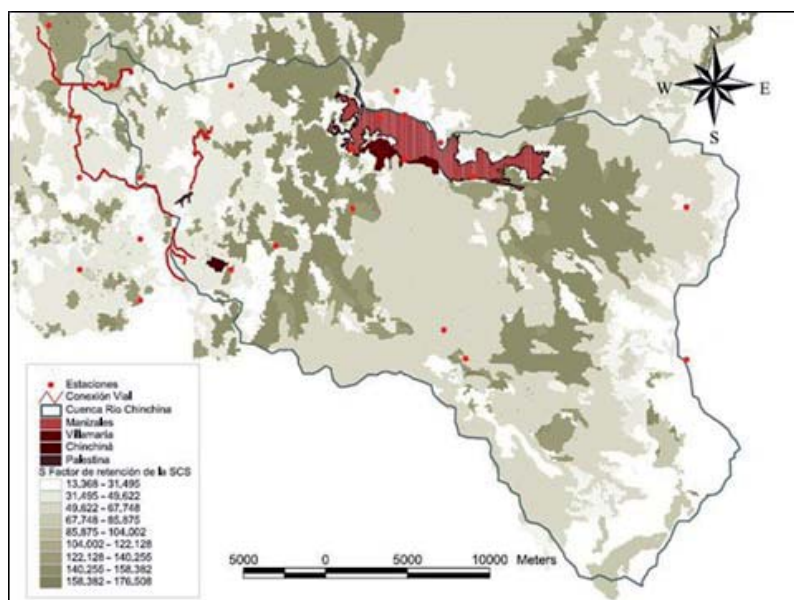 N
W E
S
Estaciones
Conexión Vial
Cuenca Rio Chinchina
Manizales
Villamaria
Chinchiná
Palestina
S Factor de retención de la SCS
13,368 - 31,495
31,495 - 49,622
49,622 - 67,748
67,748 - 85,875
85,875 - 104,002
104,002 - 122,128
122,128 - 140,255
140,255 - 158,382
158,382 - 176,508
5000 0 5000 10000 Meters